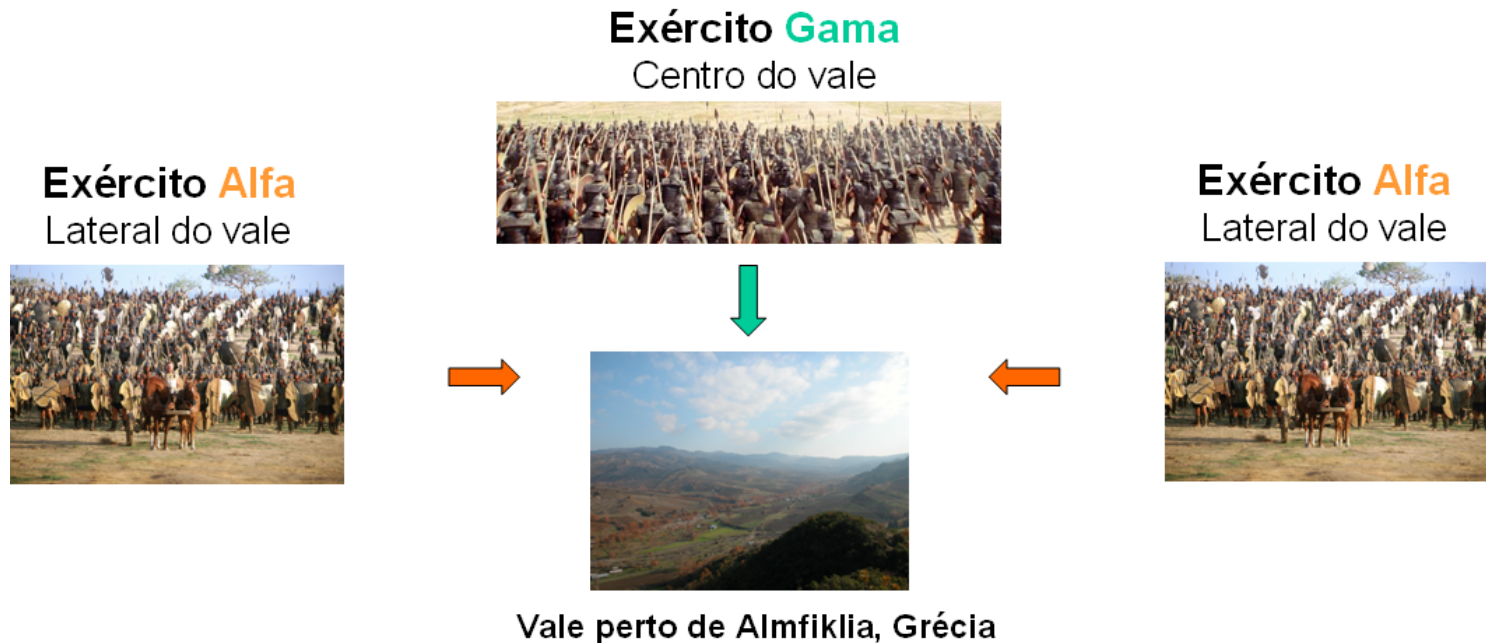 Exército Gama
Centro do vale
Exército Alfa
Lateral do vale
Exército Alfa
Lateral do vale
Vale perto de Almfiklia, Grécia